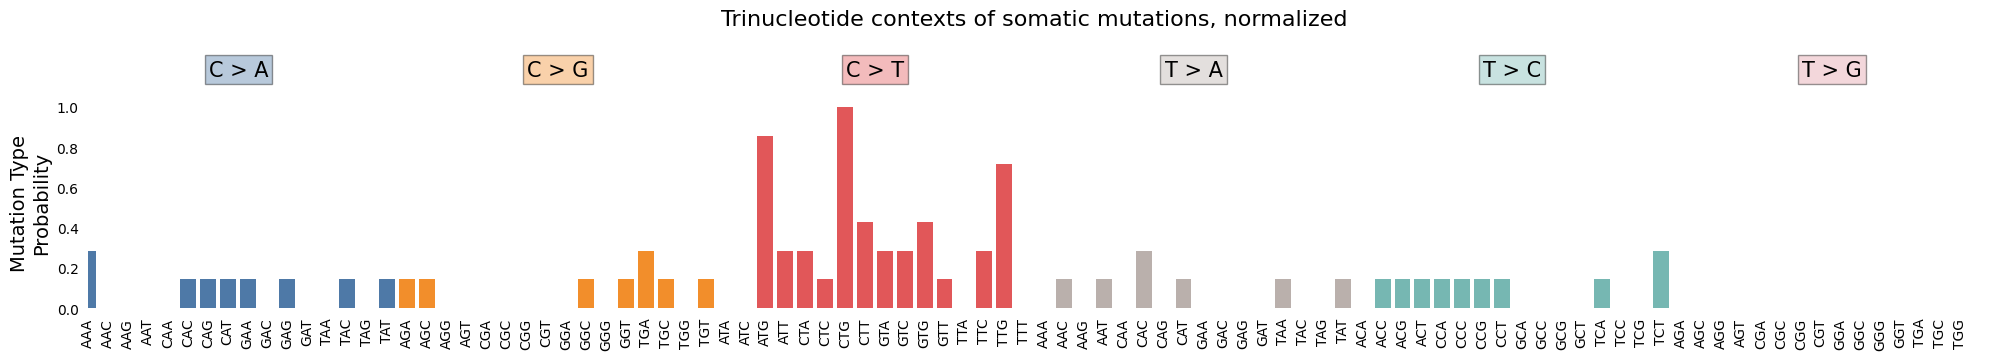 Trinucleotide contexts of somatic mutations, normalized
C > A C > G C > T T > A T > C T > G
Mutation Type
Probability
1.0
0.8
0.6
0.4
0.2
0.0
AAA AAC AAG AAT CAA CAC CAG CAT GAA GAC GAG GAT TAA TAC TAG TAT AGA AGC AGG AGT CGA CGC CGG CGT GGA GGC GGG GGT TGA TGC TGG TGT ATA ATC ATG ATT CTA CTC CTG CTT GTA GTC GTG GTT TTA TTC TTG TTT AAA AAC AAG AAT CAA CAC CAG CAT GAA GAC GAG GAT TAA TAC TAG TAT ACA ACC ACG ACT CCA CCC CCG CCT GCA GCC GCG GCT TCA TCC TCG TCT AGA AGC AGG AGT CGA CGC CGG CGT GGA GGC GGG GGT TGA TGC TGG